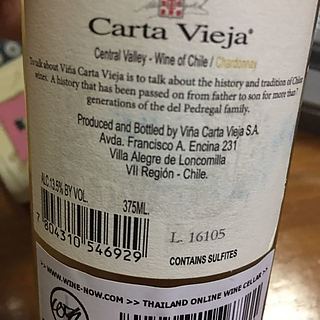 Carta Vieja®
Central Valley - Wine of Chile / Chardonnay
To talk about Viña Carta Vieja is to talk about the history and tradition of Chilean
wines. A history that has been passed on from father to son for more than 7
generations of the del Pedregal family.
Produced and Bottled by Viña Carta Vieja S.A.
Avda. Francisco A. Encina 231
Villa Alegre de Loncomilla
VII Región - Chile.
ALC. 13.5% BY VOL. 375ML.
7 804310 546929
L. 16105
CONTAINS SULFITES
WWW.WINE-NOW.COM >> THAILAND ONLINE WINE CELLAR >>